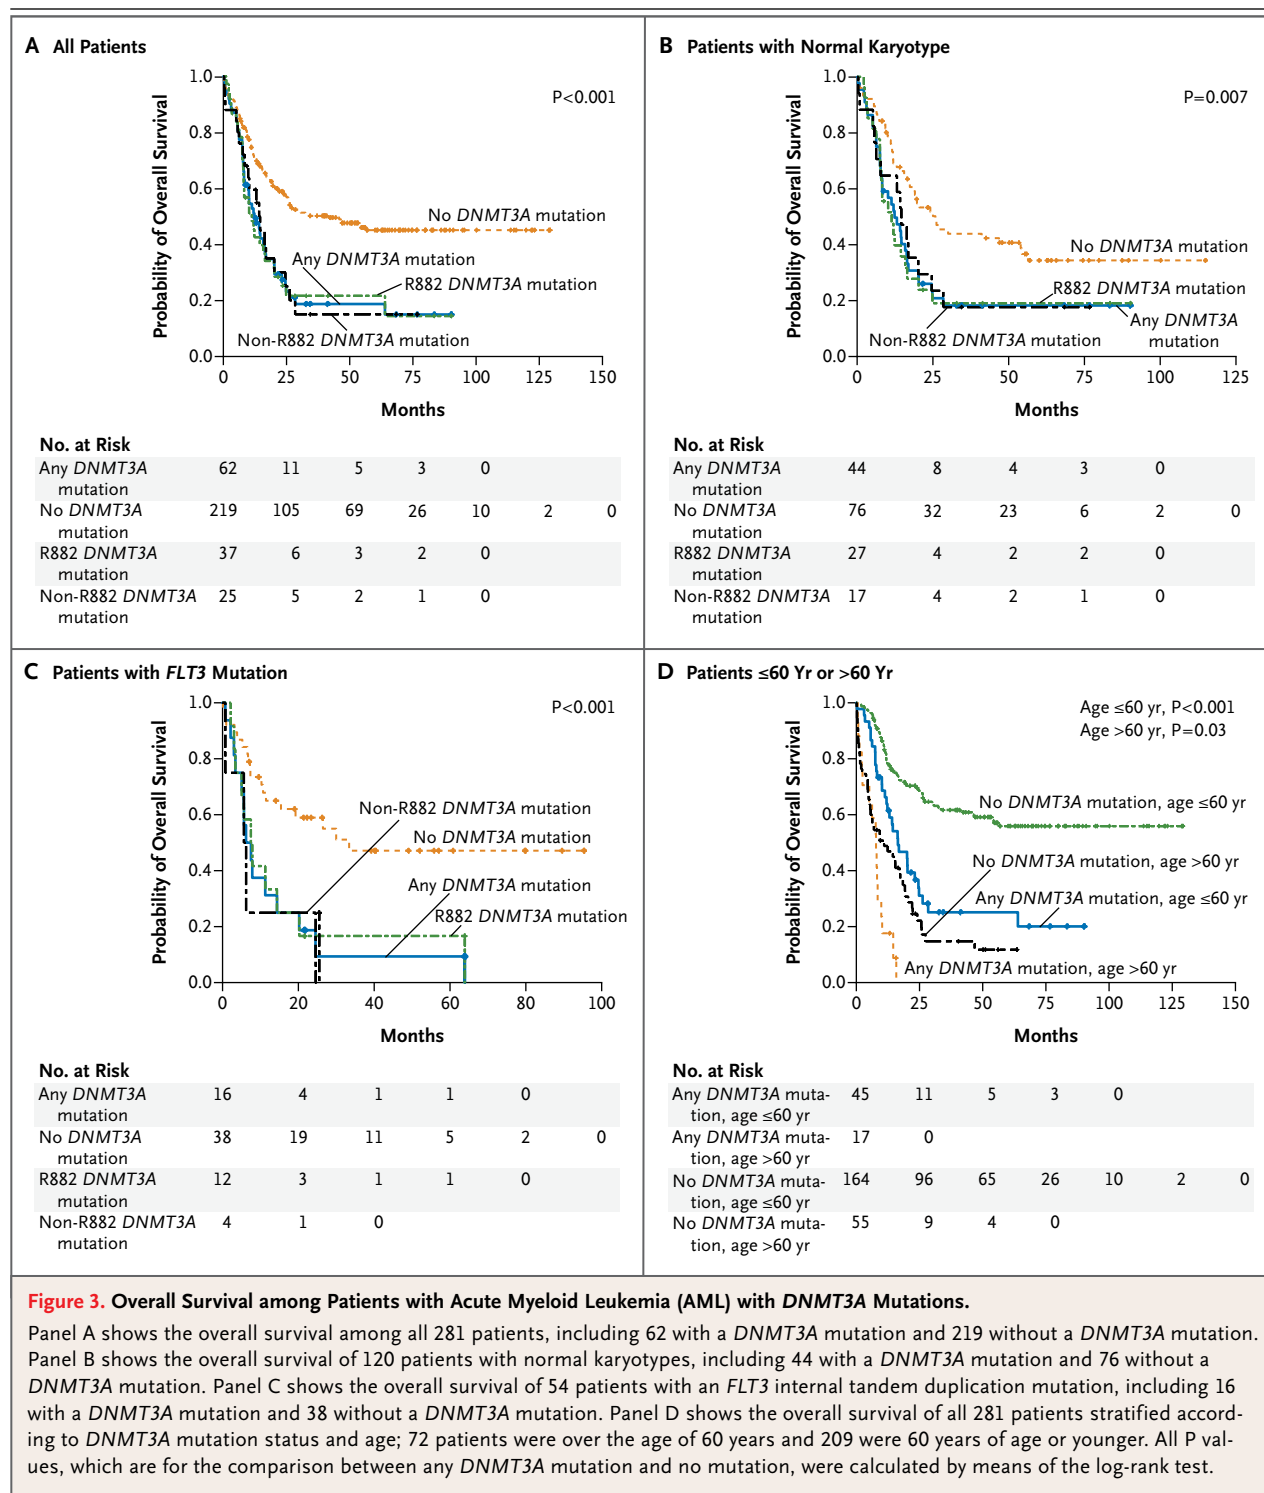 A All Patients
1.0
0.8
0.6
0.4
0.2
0.0
Probability of Overall Survival
P<0.001
No DNMT3A mutation
Any DNMT3A mutation
R882 DNMT3A mutation
Non-R882 DNMT3A mutation
0 25 50 75 100 125 150
Months
No. at Risk
Any DNMT3A mutation 62 11 5 3 0
No DNMT3A mutation 219 105 69 26 10 2 0
R882 DNMT3A mutation 37 6 3 2 0
Non-R882 DNMT3A mutation 25 5 2 1 0
B Patients with Normal Karyotype
1.0
0.8
0.6
0.4
0.2
0.0
Probability of Overall Survival
P=0.007
No DNMT3A mutation
R882 DNMT3A mutation
Any DNMT3A
mutation
Non-R882 DNMT3A mutation
0 25 50 75 100 125
Months
No. at Risk
Any DNMT3A mutation 44 8 4 3 0
No DNMT3A mutation 76 32 23 6 2 0
R882 DNMT3A mutation 27 4 2 2 0
Non-R882 DNMT3A mutation 17 4 2 1 0
C Patients with FLT3 Mutation
1.0
0.8
0.6
0.4
0.2
0.0
Probability of Overall Survival
P<0.001
Non-R882 DNMT3A mutation
No DNMT3A mutation
Any DNMT3A mutation
R882 DNMT3A mutation
0 20 40 60 80 100
Months
No. at Risk
Any DNMT3A mutation 16 4 1 1 0
No DNMT3A mutation 38 19 11 5 2 0
R882 DNMT3A mutation 12 3 1 1 0
Non-R882 DNMT3A mutation 4 1 0
D Patients ≤60 Yr or >60 Yr
1.0
0.8
0.6
0.4
0.2
0.0
Probability of Overall Survival
Age ≤60 yr, P<0.001
Age >60 yr, P=0.03
No DNMT3A mutation, age ≤60 yr
No DNMT3A mutation, age >60 yr
Any DNMT3A mutation, age ≤60 yr
Any DNMT3A mutation, age >60 yr
0 25 50 75 100 125 150
Months
No. at Risk
Any DNMT3A muta-
tion, age ≤60 yr 45 11 5 3 0
Any DNMT3A muta-
tion, age >60 yr 17 0
No DNMT3A muta-
tion, age ≤60 yr 164 96 65 26 10 2 0
No DNMT3A muta-
tion, age >60 yr 55 9 4 0
Figure 3. Overall Survival among Patients with Acute Myeloid Leukemia (AML) with DNMT3A Mutations.
Panel A shows the overall survival among all 281 patients, including 62 with a DNMT3A mutation and 219 without a DNMT3A mutation.
Panel B shows the overall survival of 120 patients with normal karyotypes, including 44 with a DNMT3A mutation and 76 without a
DNMT3A mutation. Panel C shows the overall survival of 54 patients with an FLT3 internal tandem duplication mutation, including 16
with a DNMT3A mutation and 38 without a DNMT3A mutation. Panel D shows the overall survival of all 281 patients stratified accord-
ing to DNMT3A mutation status and age; 72 patients were over the age of 60 years and 209 were 60 years of age or younger. All P val-
ues, which are for the comparison between any DNMT3A mutation and no mutation, were calculated by means of the log-rank test.